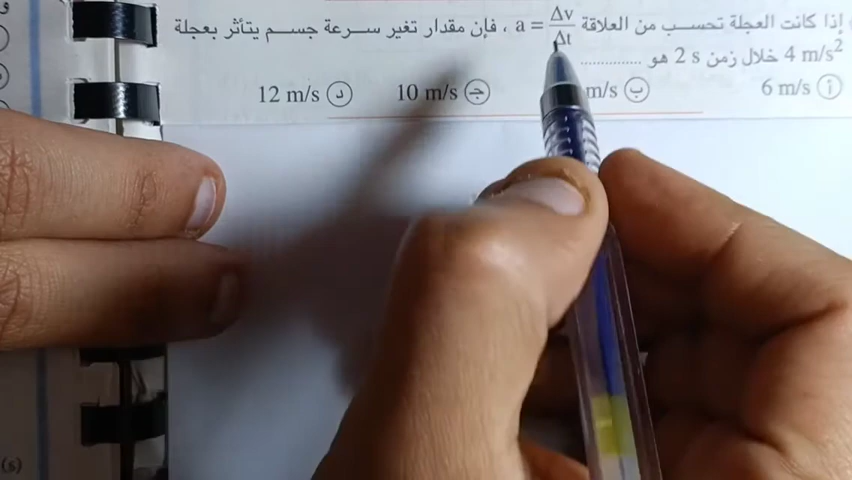 إذا كانت العجلة تحسب من العلاقة a = Δv/Δt ، فإن مقدار تغير سرعة جسم يتأثر بعجلة
4 m/s² خلال زمن 2 s هو ..............
أ 6 m/s ب m/s ج 10 m/s د 12 m/s
و
(s)